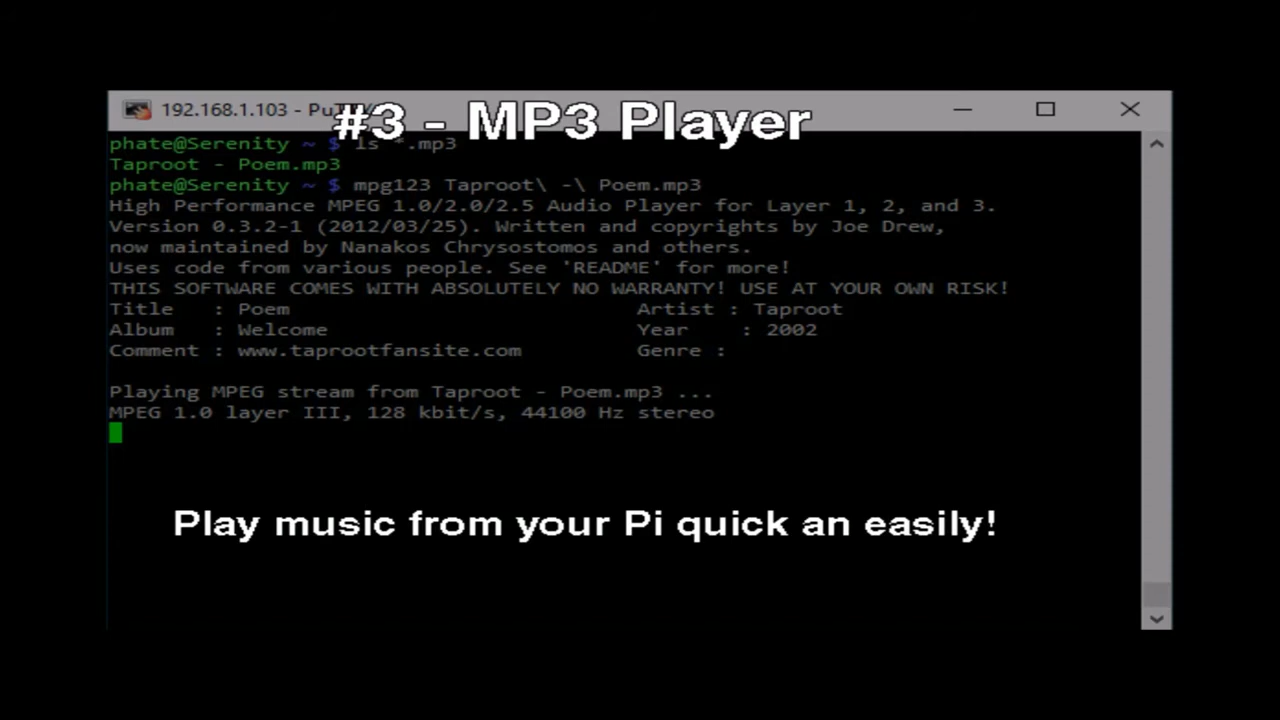 192.168.1.103 - PuTTY
#3 - MP3 Player
phate@Serenity ~ $ ls *.mp3
Taproot - Poem.mp3
phate@Serenity ~ $ mpg123 Taproot\ -\ Poem.mp3
High Performance MPEG 1.0/2.0/2.5 Audio Player for Layer 1, 2, and 3.
Version 0.3.2-1 (2012/03/25). Written and copyrights by Joe Drew,
now maintained by Nanakos Chrysostomos and others.
Uses code from various people. See 'README' for more!
THIS SOFTWARE COMES WITH ABSOLUTELY NO WARRANTY! USE AT YOUR OWN RISK!
Title   : Poem Artist : Taproot
Album   : Welcome Year    : 2002
Comment : www.taprootfansite.com Genre :
Playing MPEG stream from Taproot - Poem.mp3 ...
MPEG 1.0 layer III, 128 kbit/s, 44100 Hz stereo
Play music from your Pi quick an easily!